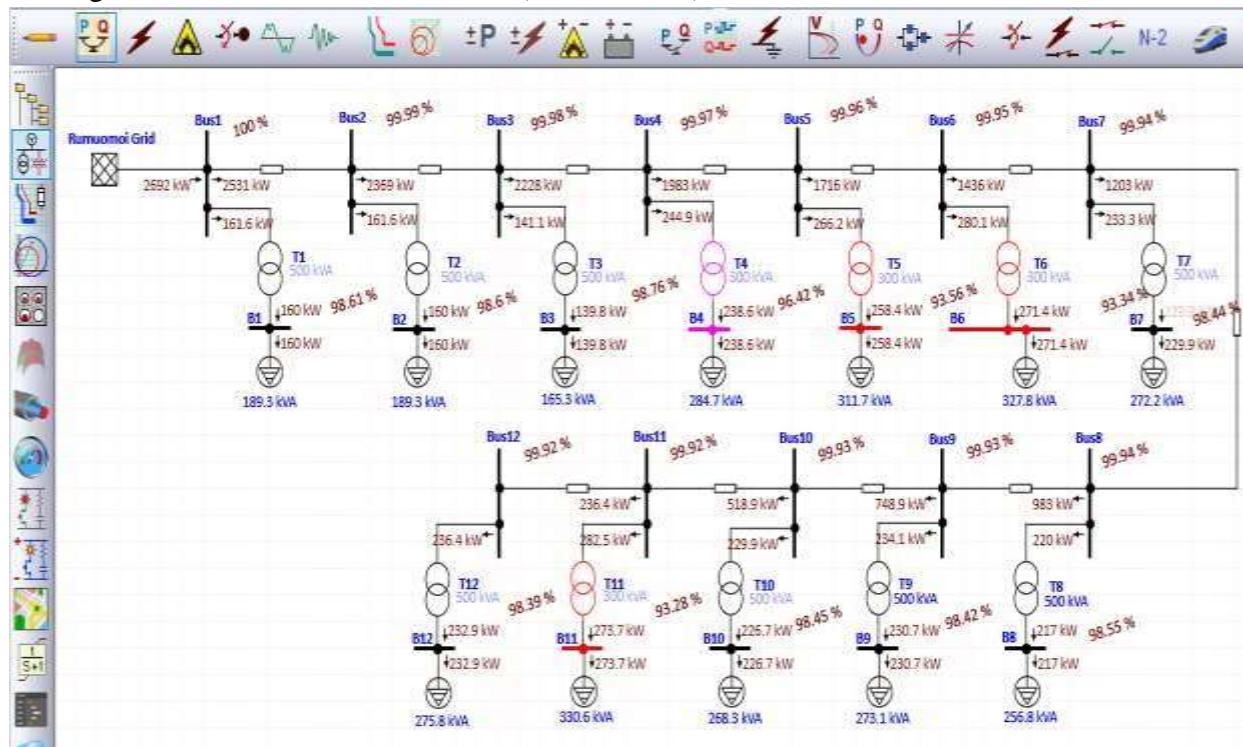 P Q
± P
P Q
P
Q
V
P Q
N-2
Rumuomoi Grid
Bus1 100 % Bus2 99.99 % Bus3 99.98 % Bus4 99.97 % Bus5 99.96 % Bus6 99.95 % Bus7 99.94 %
2692 kW 2531 kW 2369 kW 2228 kW 1983 kW 1716 kW 1436 kW 1203 kW
161.6 kW 161.6 kW 141.1 kW 244.9 kW 266.2 kW 280.1 kW 233.3 kW
T1 T2 T3 T4 T5 T6 T7
500 kVA 500 kVA 500 kVA 300 kVA 300 kVA 300 kVA 500 kVA
98.61 % 98.6 % 98.76 % 96.42 % 93.56 % 93.34 % 98.44 %
B1 160 kW B2 160 kW B3 139.8 kW B4 238.6 kW B5 258.4 kW B6 271.4 kW B7
160 kW 160 kW 139.8 kW 238.6 kW 258.4 kW 271.4 kW 229.9 kW
189.3 kVA 189.3 kVA 165.3 kVA 284.7 kVA 311.7 kVA 327.8 kVA 272.2 kVA
Bus12 99.92 % Bus11 99.92 % Bus10 99.93 % Bus9 99.93 % Bus8 99.94 %
236.4 kW 518.9 kW 748.9 kW 983 kW
236.4 kW 282.5 kW 229.9 kW 234.1 kW 220 kW
T12 T11 T10 T9 T8
500 kVA 300 kVA 500 kVA 500 kVA 500 kVA
98.39 % 93.28 % 98.45 % 98.42 % 98.55 %
B12 232.9 kW B11 273.7 kW B10 226.7 kW B9 230.7 kW B8 217 kW
232.9 kW 273.7 kW 226.7 kW 230.7 kW 217 kW
275.8 kVA 330.6 kVA 268.3 kVA 273.1 kVA 256.8 kVA
1
S+1